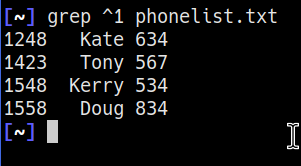 [~] grep ^1 phonelist.txt
1248   Kate 634
1423   Tony 567
1548  Kerry 534
1558   Doug 834
[~]